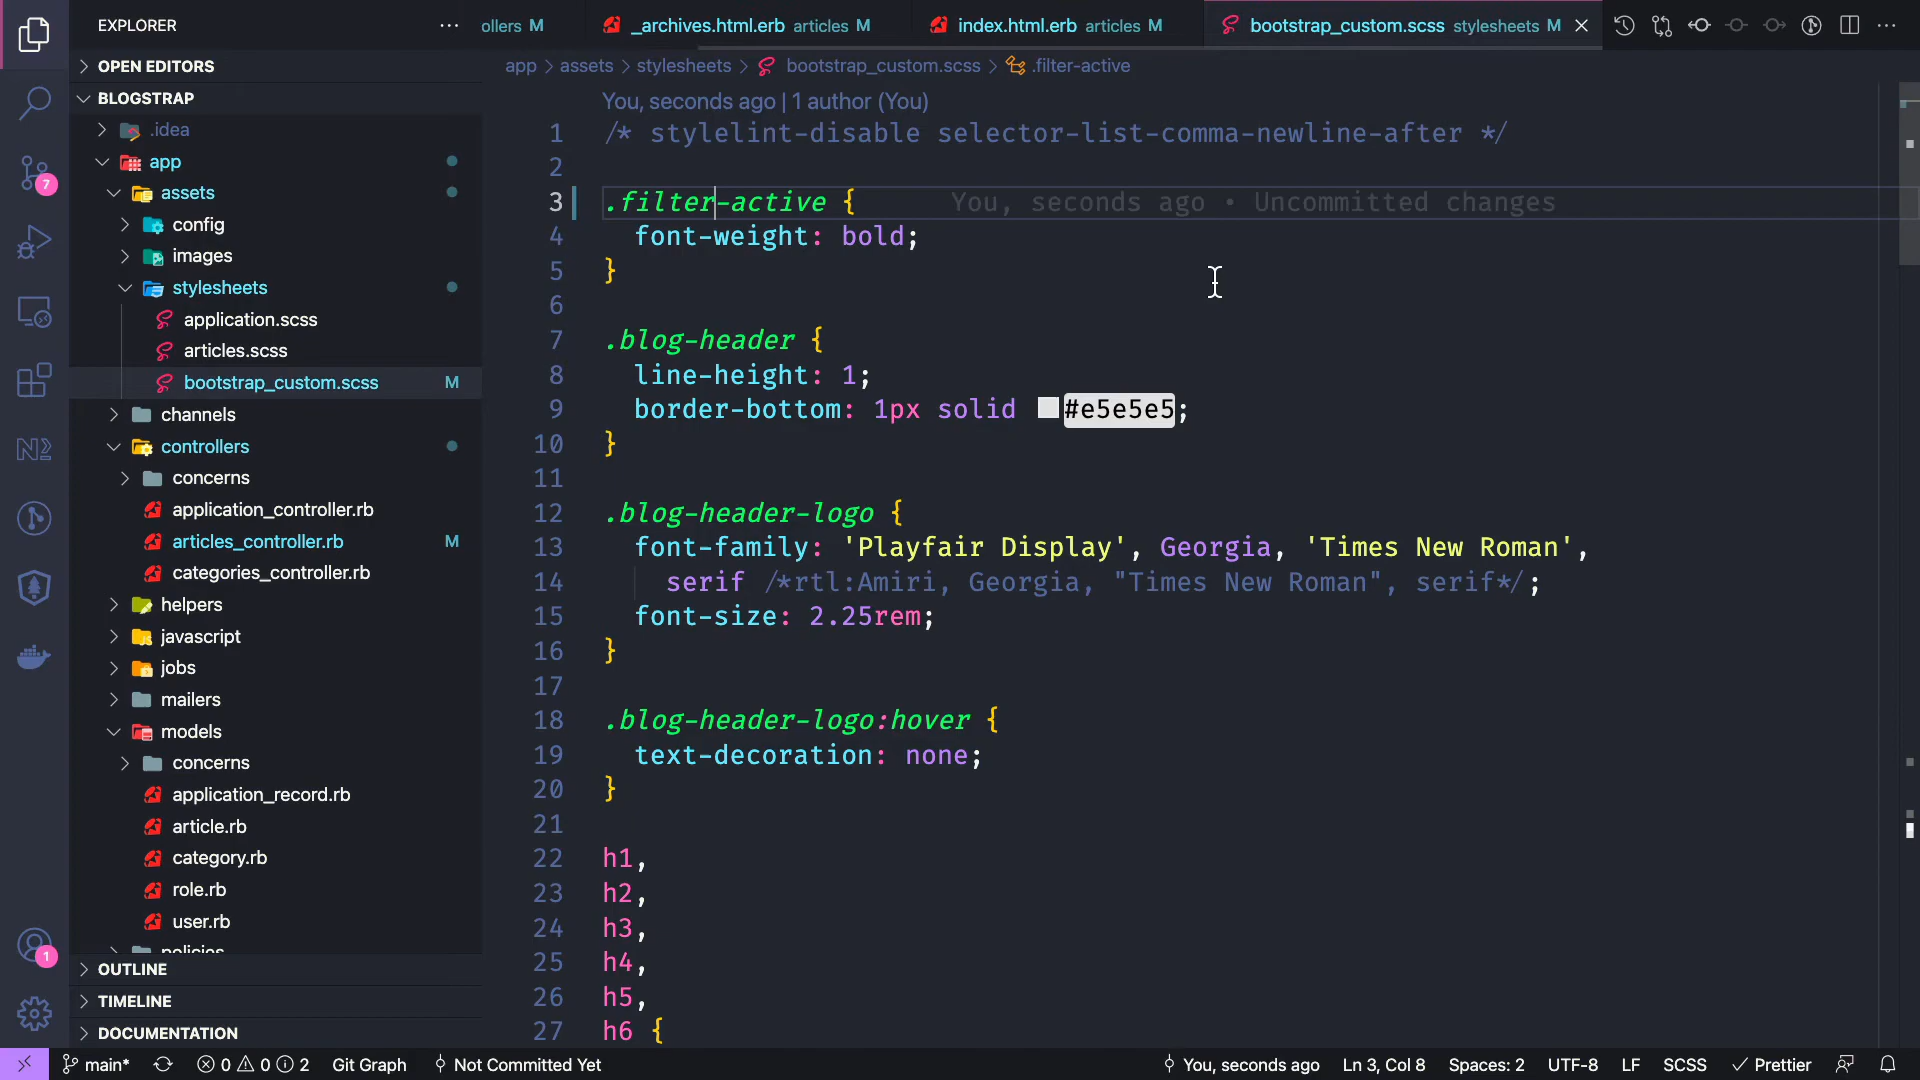 EXPLORER
ollers M
_archives.html.erb articles M
index.html.erb articles M
bootstrap_custom.scss stylesheets M
OPEN EDITORS
app > assets > stylesheets > bootstrap_custom.scss > .filter-active
BLOGSTRAP
.idea
app
assets
config
images
stylesheets
application.scss
articles.scss
bootstrap_custom.scss M
channels
controllers
concerns
application_controller.rb
articles_controller.rb M
categories_controller.rb
helpers
javascript
jobs
mailers
models
concerns
application_record.rb
article.rb
category.rb
role.rb
user.rb
policies
OUTLINE
TIMELINE
DOCUMENTATION
7
1
You, seconds ago | 1 author (You)
1 /* stylelint-disable selector-list-comma-newline-after */
2
3 .filter-active { You, seconds ago • Uncommitted changes
4 font-weight: bold;
5 }
6
7 .blog-header {
8 line-height: 1;
9 border-bottom: 1px solid #e5e5e5;
10 }
11
12 .blog-header-logo {
13 font-family: 'Playfair Display', Georgia, 'Times New Roman',
14 serif /*rtl:Amiri, Georgia, "Times New Roman", serif*/;
15 font-size: 2.25rem;
16 }
17
18 .blog-header-logo:hover {
19 text-decoration: none;
20 }
21
22 h1,
23 h2,
24 h3,
25 h4,
26 h5,
27 h6 {
main* 0 0 2 Git Graph Not Committed Yet You, seconds ago Ln 3, Col 8 Spaces: 2 UTF-8 LF SCSS Prettier